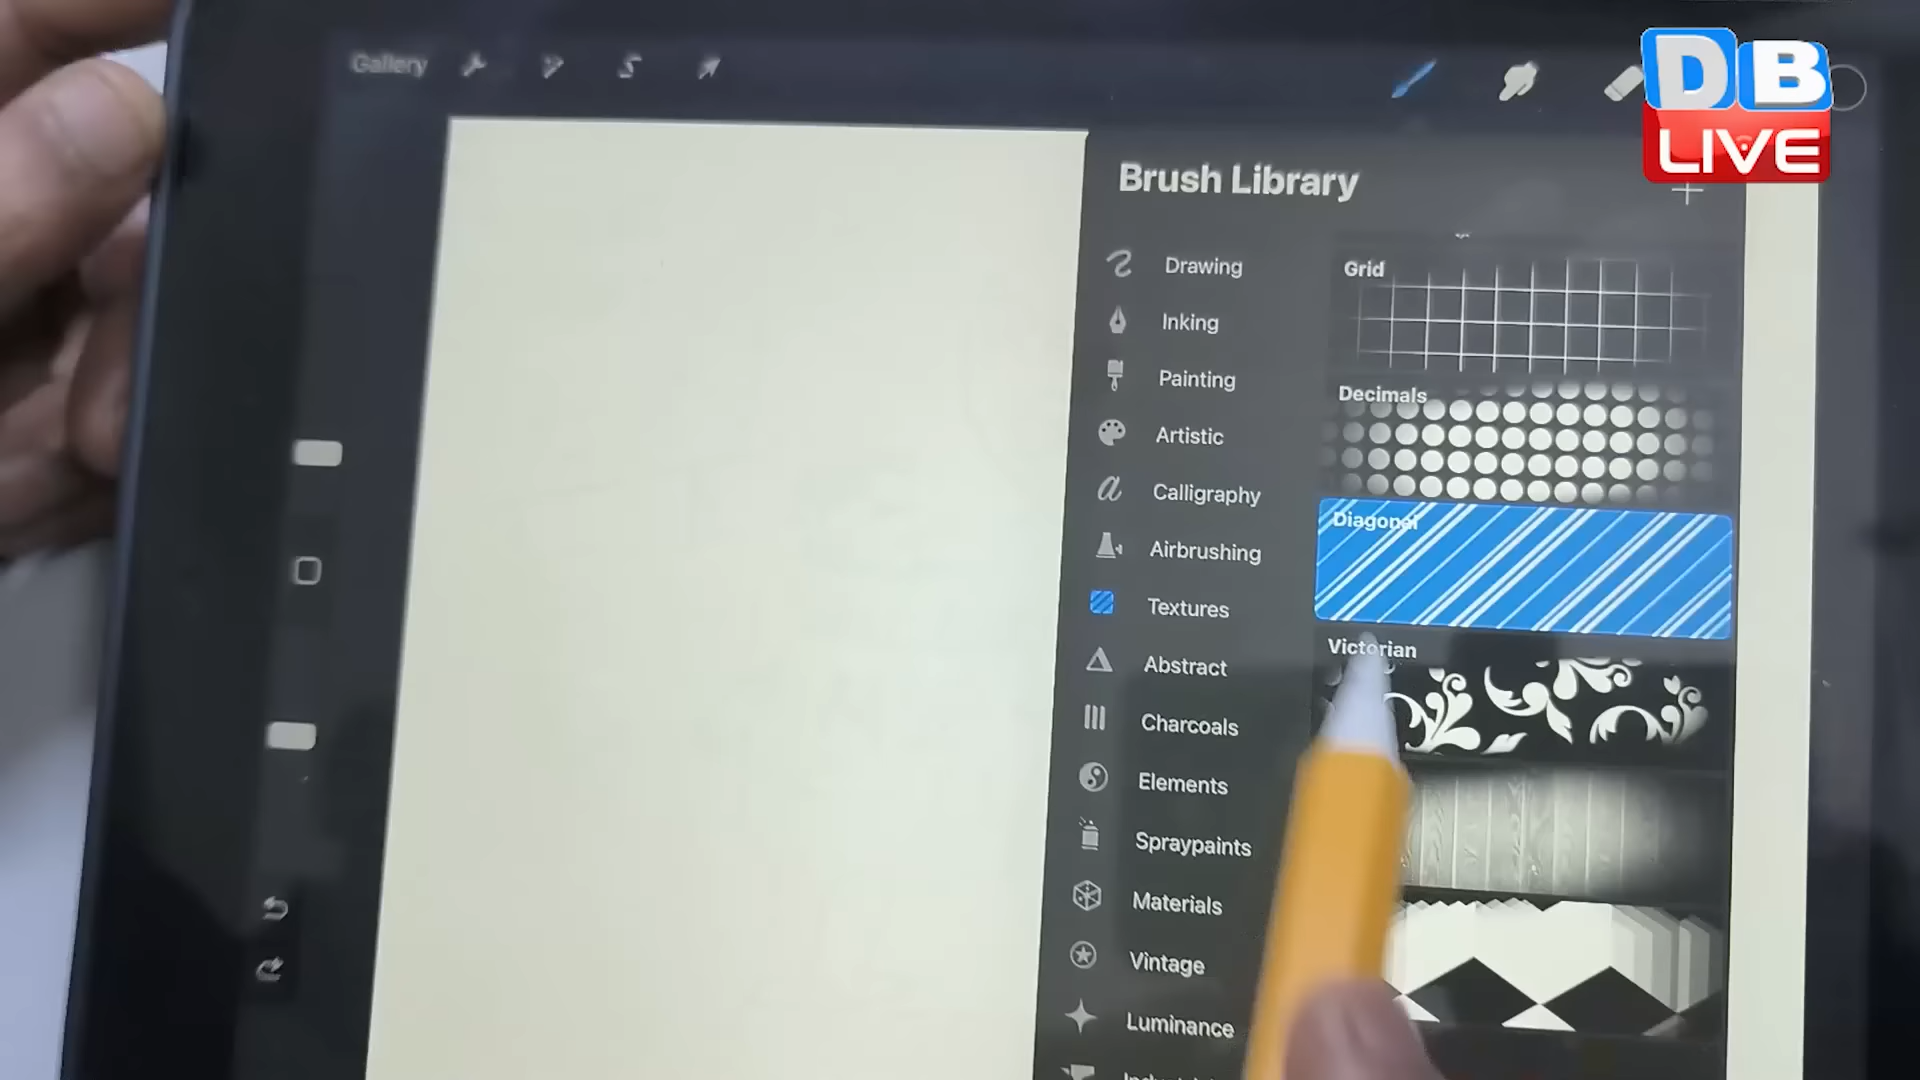 Gallery
DB
LIVE
Brush Library
Drawing
Inking
Painting
Artistic
Calligraphy
Airbrushing
Textures
Abstract
Charcoals
Elements
Spraypaints
Materials
Vintage
Luminance
Grid
Decimals
Diagonal
Victorian